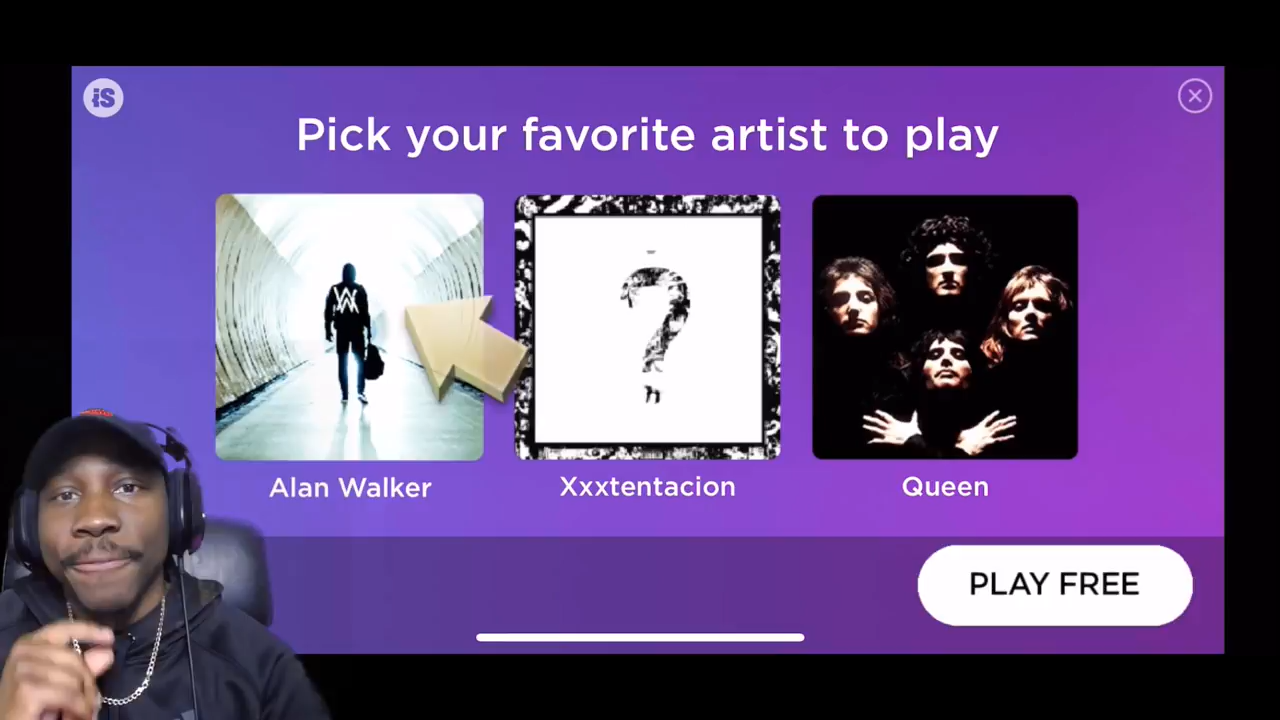 iS
Pick your favorite artist to play
Alan Walker
Xxxtentacion
Queen
PLAY FREE